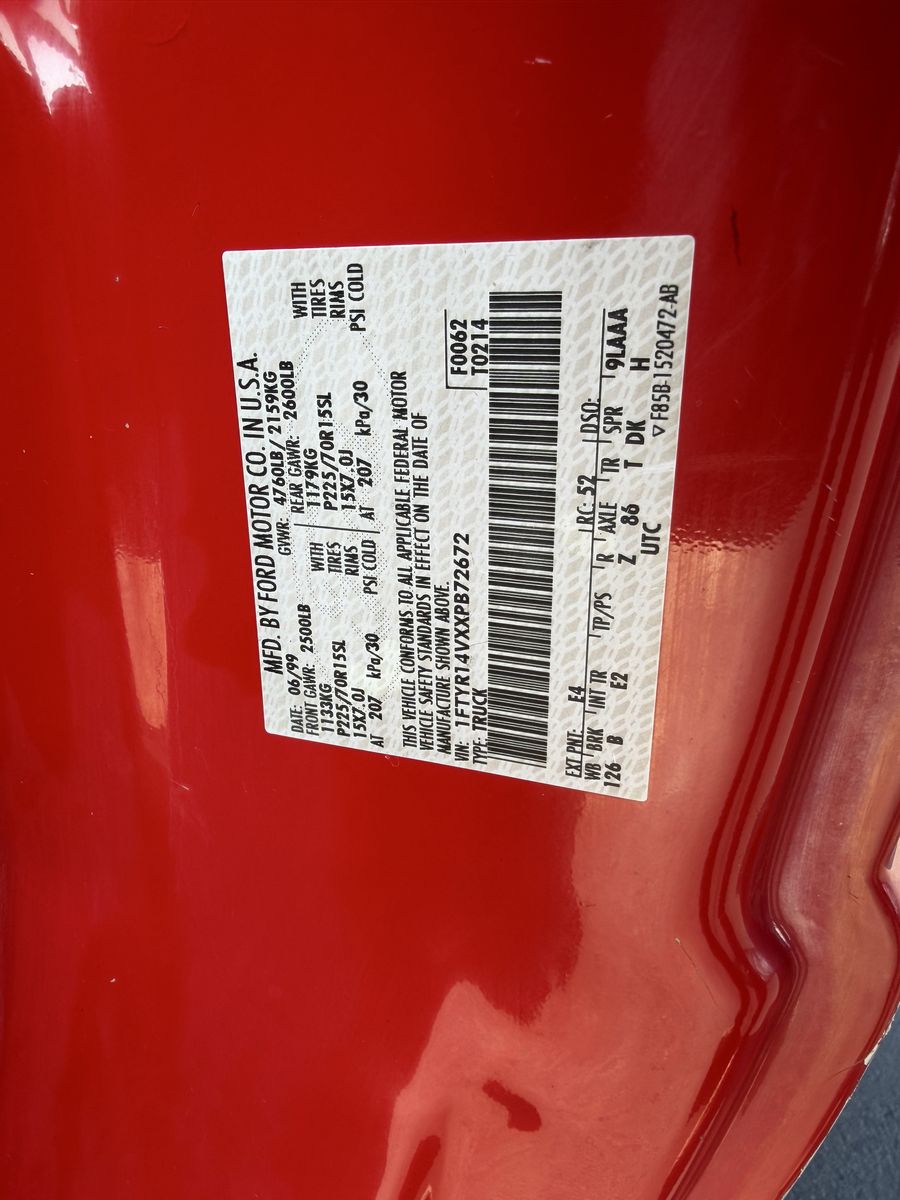 MFD. BY FORD MOTOR CO. IN U.S.A.
DATE: 06/99 GVWR: 4760LB/ 2159KG
FRONT GAWR: 2500LB REAR GAWR: 2600LB
1133KG WITH 1179KG WITH
P225/70R15SL TIRES P225/70R15SL TIRES
15X7.0J RIMS 15X7.0J RIMS
AT 207 kPa/30 PSI COLD AT 207 kPa/30 PSI COLD
THIS VEHICLE CONFORMS TO ALL APPLICABLE FEDERAL MOTOR
VEHICLE SAFETY STANDARDS IN EFFECT ON THE DATE OF
MANUFACTURE SHOWN ABOVE.
VIN: 1FTYR14VXXPB72672 F0062
TYPE: TRUCK T0214
EXT PNT: E4 RC: 52 DSO:
WB BRK INT TR TP/PS R AXLE TR SPR 9LAAA
126 B E2 Z 86 T DK H
UTC ▽F85B-1520472-AB